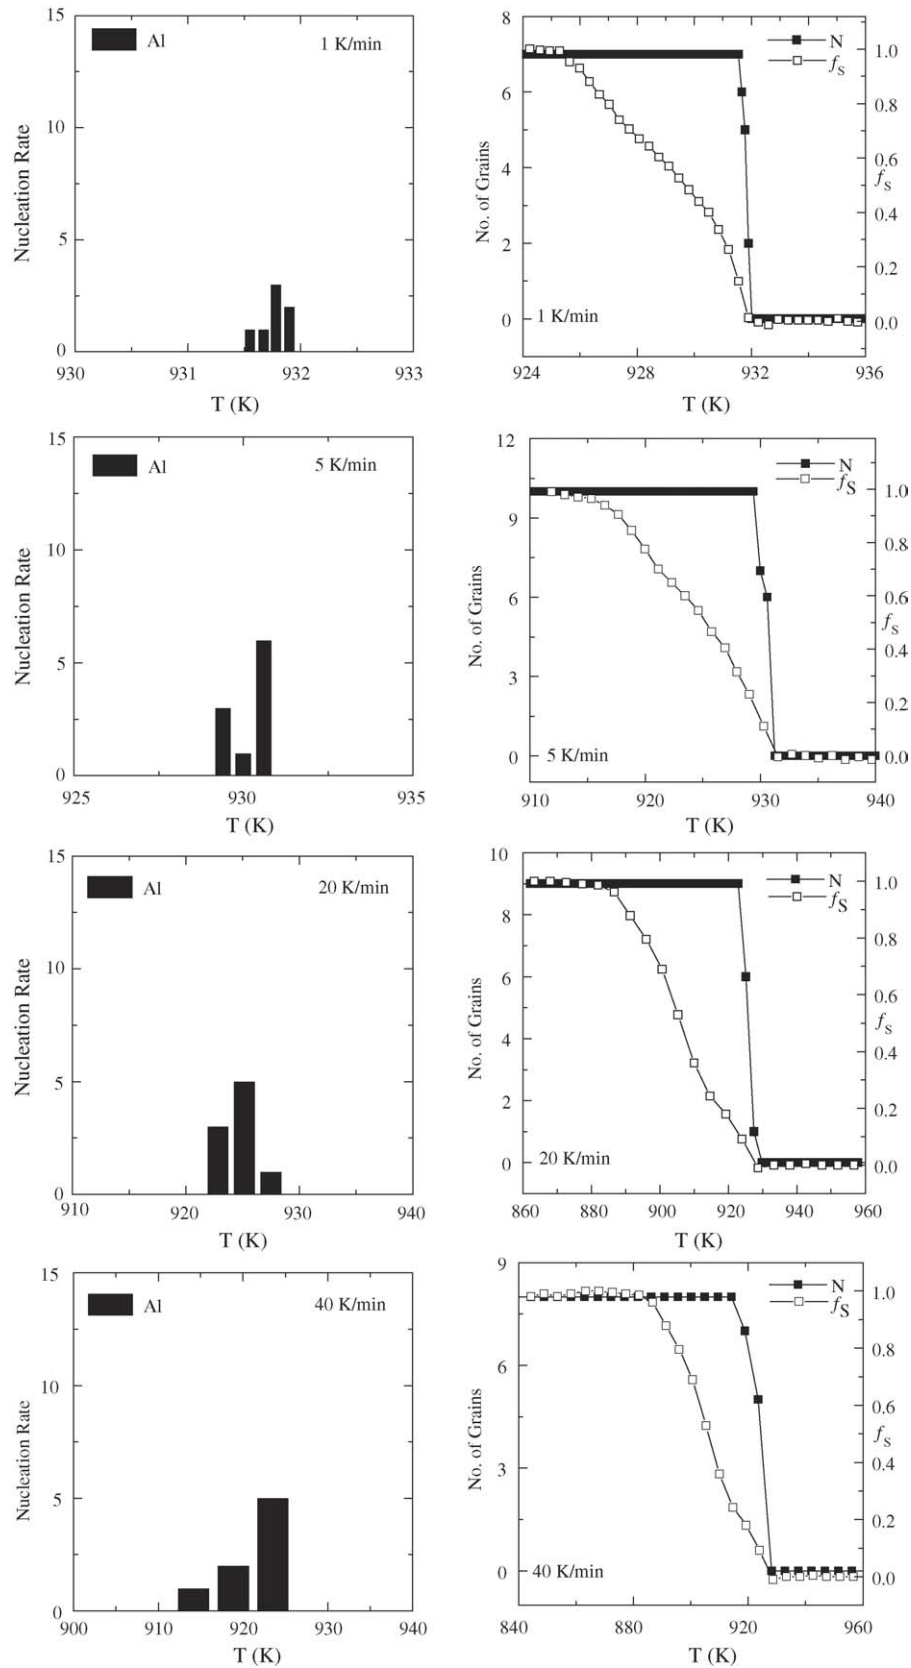 15
10
5
0
Nucleation Rate
Al
1 K/min
930
931
932
933
T (K)
8
6
4
2
0
No. of Grains
N
fS
1.0
0.8
0.6
0.4
0.2
0.0
fS
1 K/min
924
928
932
936
T (K)
15
10
5
0
Nucleation Rate
Al
5 K/min
925
930
935
T (K)
12
9
6
3
0
No. of Grains
N
fS
1.0
0.8
0.6
0.4
0.2
0.0
fS
5 K/min
910
920
930
940
T (K)
15
10
5
0
Nucleation Rate
Al
20 K/min
910
920
930
940
T (K)
10
8
6
4
2
0
No. of Grains
N
fS
1.0
0.8
0.6
0.4
0.2
0.0
fS
20 K/min
860
880
900
920
940
960
T (K)
15
10
5
0
Nucleation Rate
Al
40 K/min
900
910
920
930
940
T (K)
9
6
3
0
No. of Grains
N
fS
1.0
0.8
0.6
0.4
0.2
0.0
fS
40 K/min
840
880
920
960
T (K)